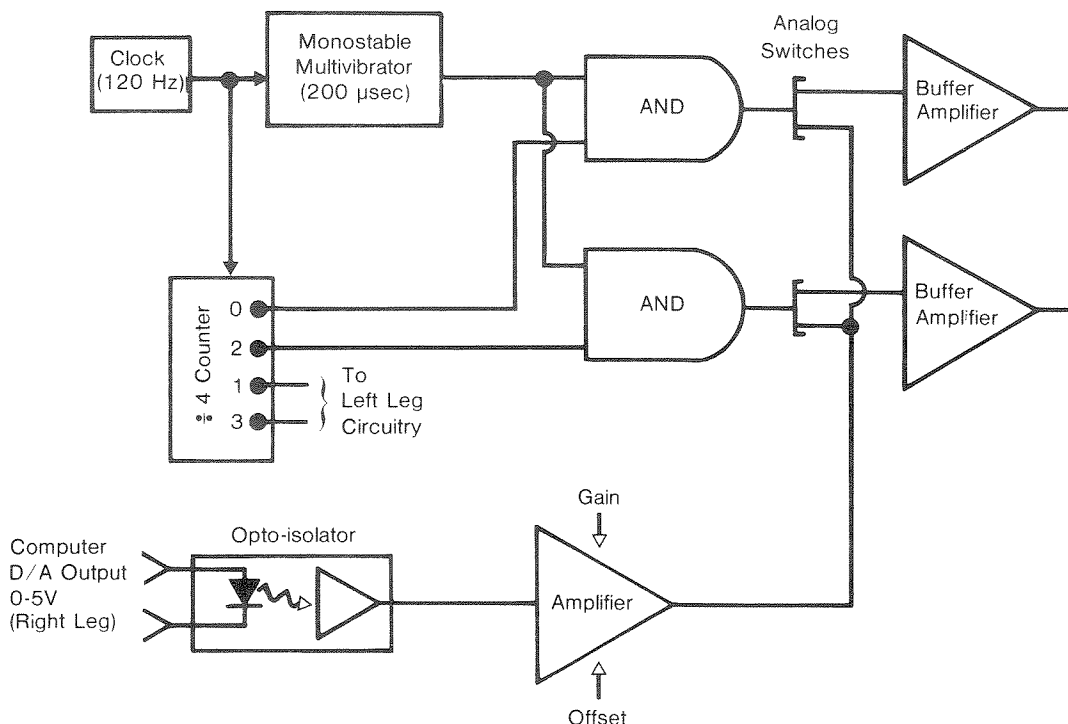 Clock
(120 Hz)
Monostable
Multivibrator
(200 µsec)
AND
Analog
Switches
Buffer
Amplifier
AND
Buffer
Amplifier
÷ 4 Counter
0
2
1
3
To
Left Leg
Circuitry
Computer
D/A Output
0-5V
(Right Leg)
Opto-isolator
Gain
Amplifier
Offset